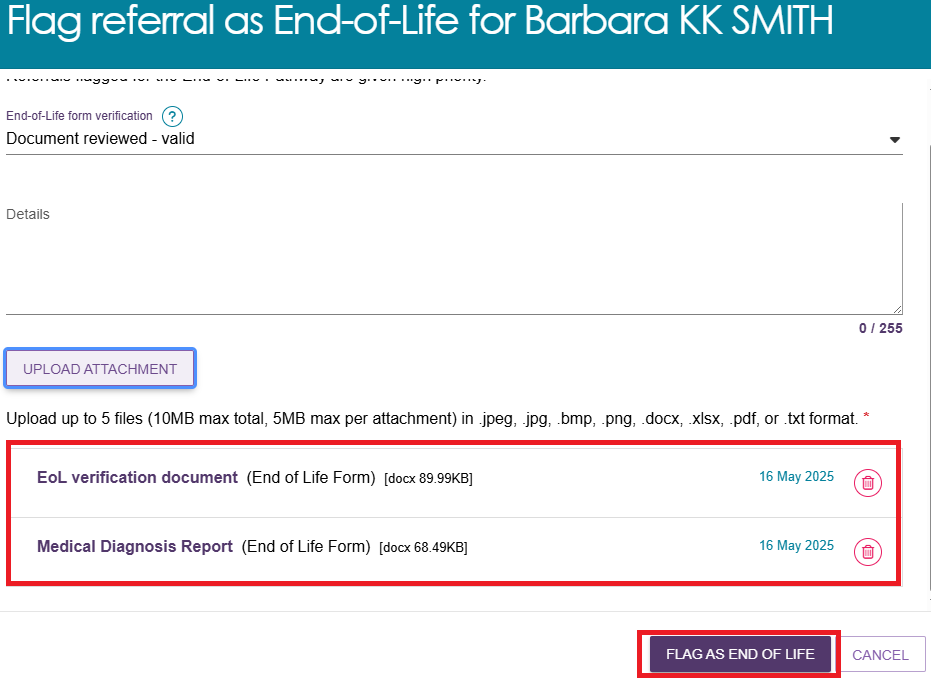 Flag referral as End-of-Life for Barbara KK SMITH
Referrals flagged for the End-of-Life Pathway are given high priority.
End-of-Life form verification ?
Document reviewed - valid
Details
0 / 255
UPLOAD ATTACHMENT
Upload up to 5 files (10MB max total, 5MB max per attachment) in .jpeg, .jpg, .bmp, .png, .docx, .xlsx, .pdf, or .txt format. *
EoL verification document (End of Life Form) [docx 89.99KB] 16 May 2025
Medical Diagnosis Report (End of Life Form) [docx 68.49KB] 16 May 2025
FLAG AS END OF LIFE CANCEL